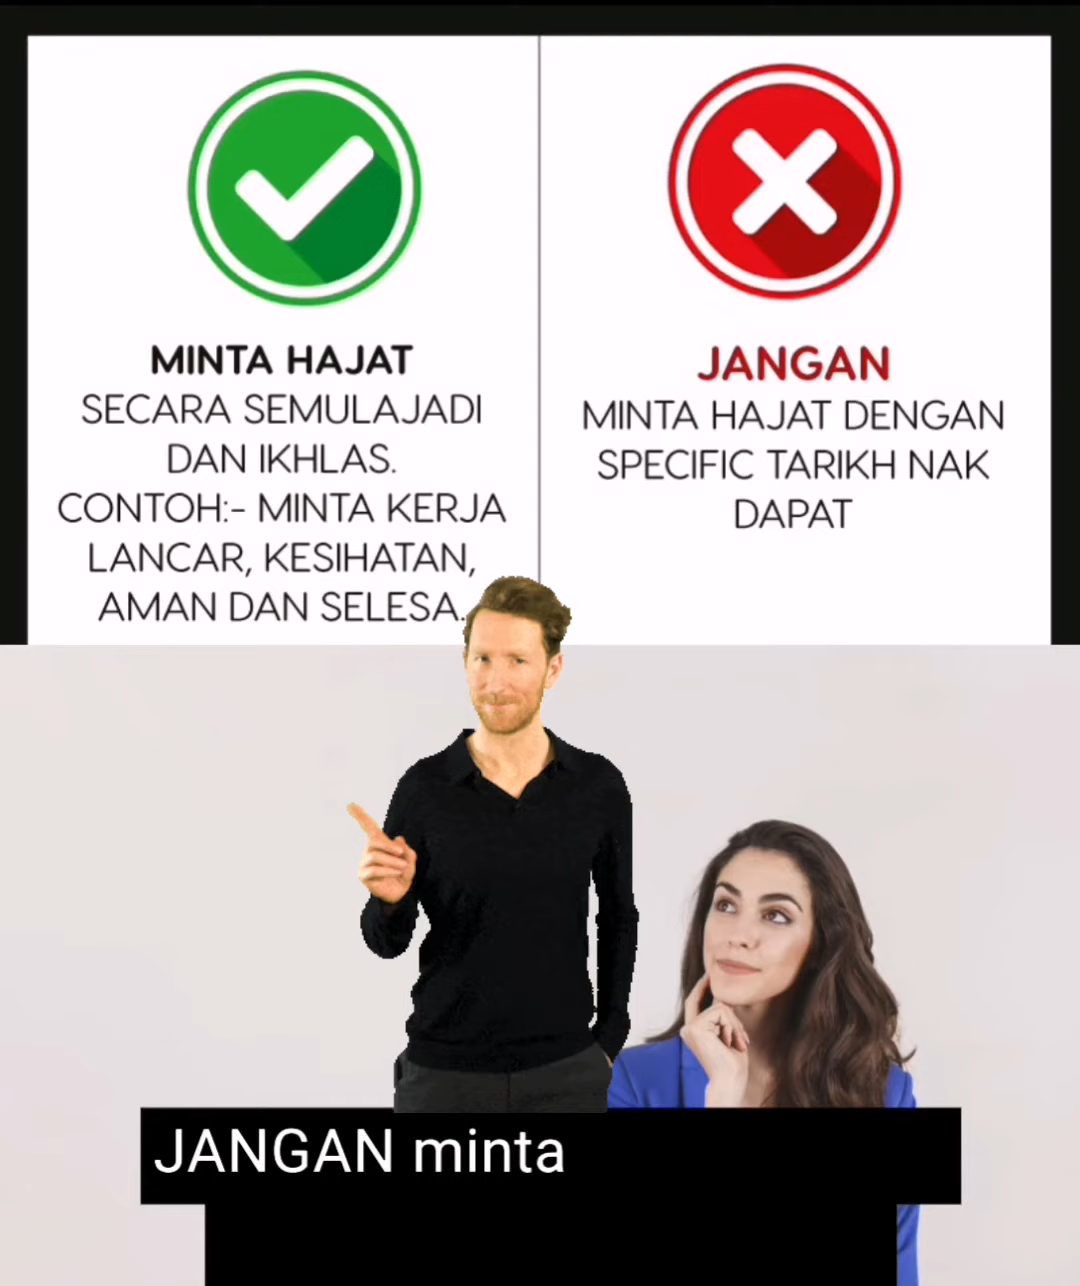 MINTA HAJAT
SECARA SEMULAJADI
DAN IKHLAS.
CONTOH:- MINTA KERJA
LANCAR, KESIHATAN,
AMAN DAN SELESA.
JANGAN
MINTA HAJAT DENGAN
SPECIFIC TARIKH NAK
DAPAT
JANGAN minta